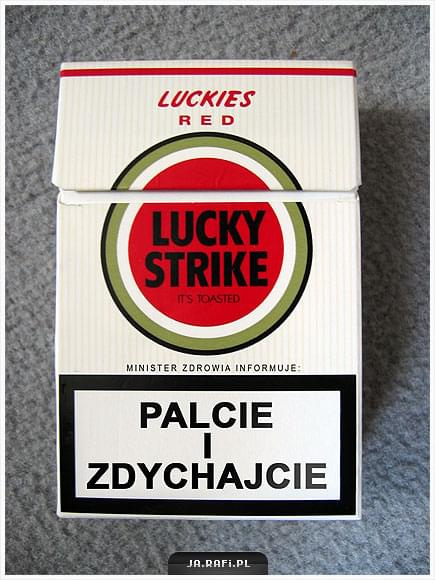 LUCKIES
RED
LUCKY
STRIKE
IT'S TOASTED
MINISTER ZDROWIA INFORMUJE:
PALCIE
I
ZDYCHAJCIE
JA.RAFi.PL